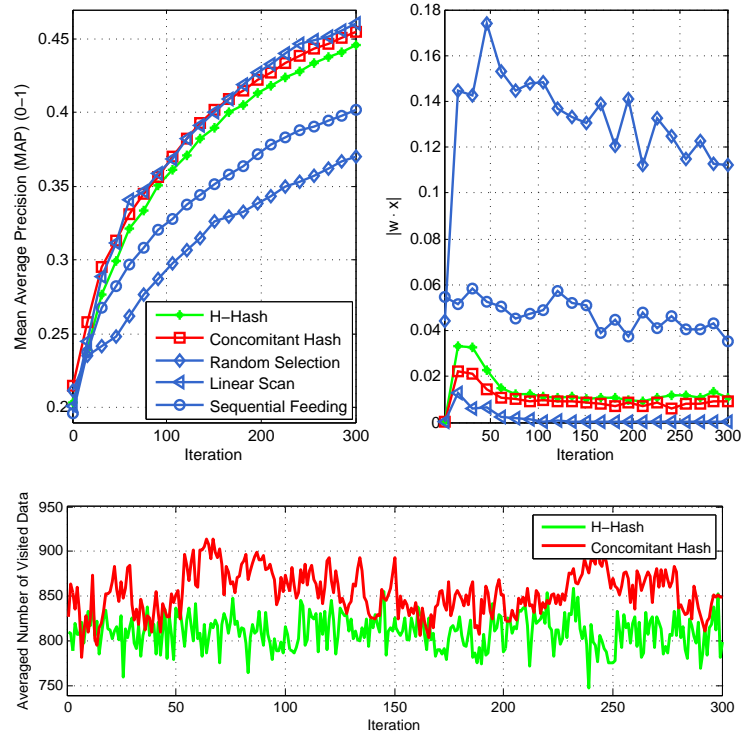 Mean Average Precision (MAP) (0−1)
0.45
0.4
0.35
0.3
0.25
0.2
0
100
200
300
Iteration
H−Hash
Concomitant Hash
Random Selection
Linear Scan
Sequential Feeding
|w · x|
0.18
0.16
0.14
0.12
0.1
0.08
0.06
0.04
0.02
0
50
100
150
200
250
300
Iteration
Averaged Number of Visited Data
950
900
850
800
750
0
50
100
150
200
250
300
Iteration
H−Hash
Concomitant Hash